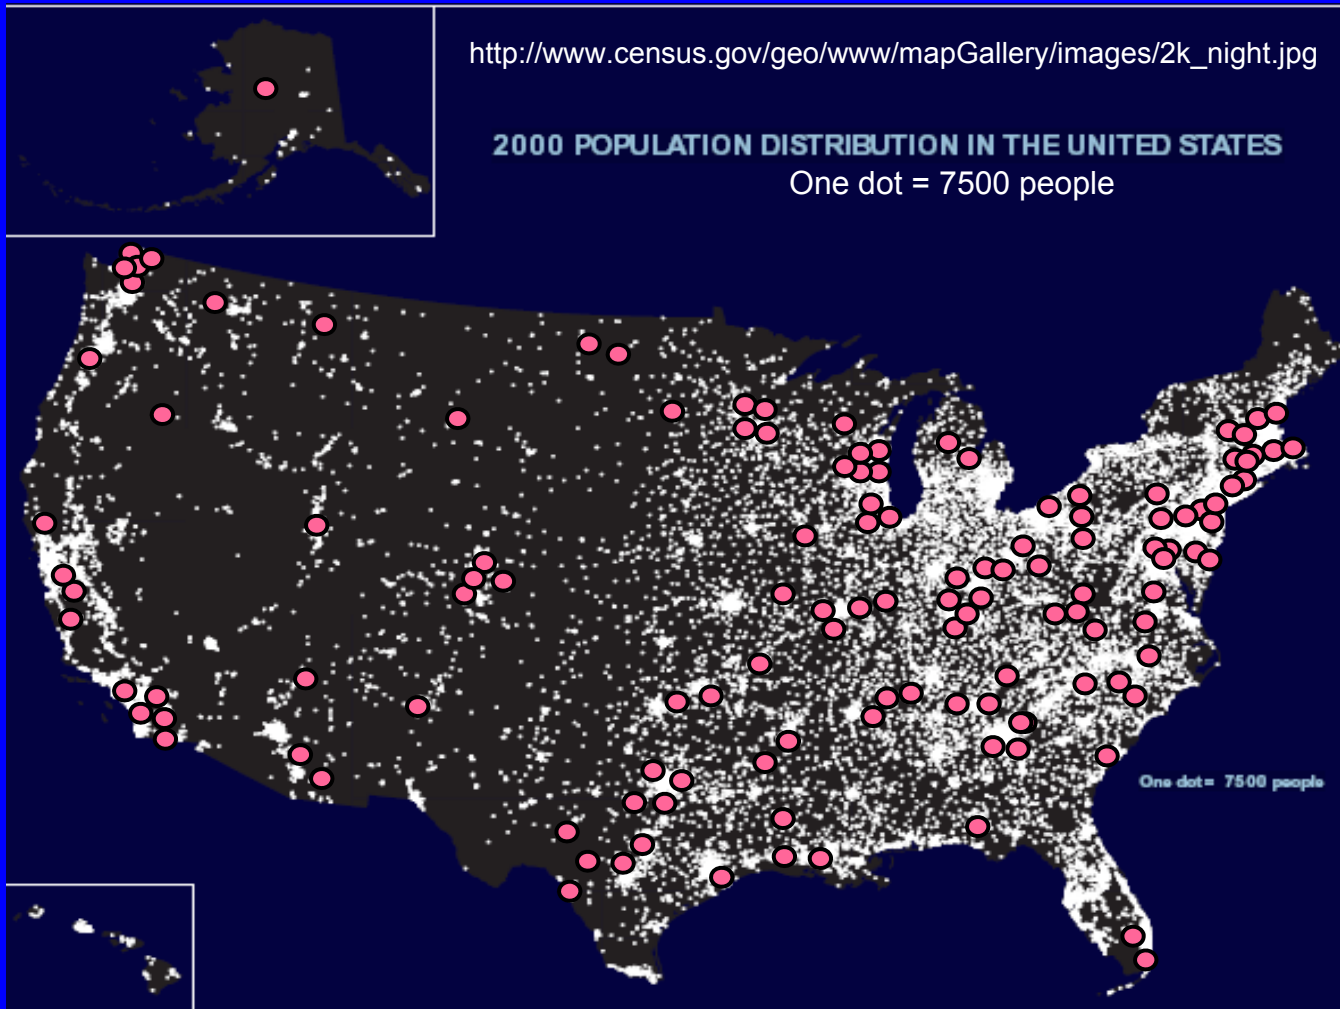 http://www.census.gov/geo/www/mapGallery/images/2k_night.jpg
2000 POPULATION DISTRIBUTION IN THE UNITED STATES
One dot = 7500 people
One dot = 7500 people